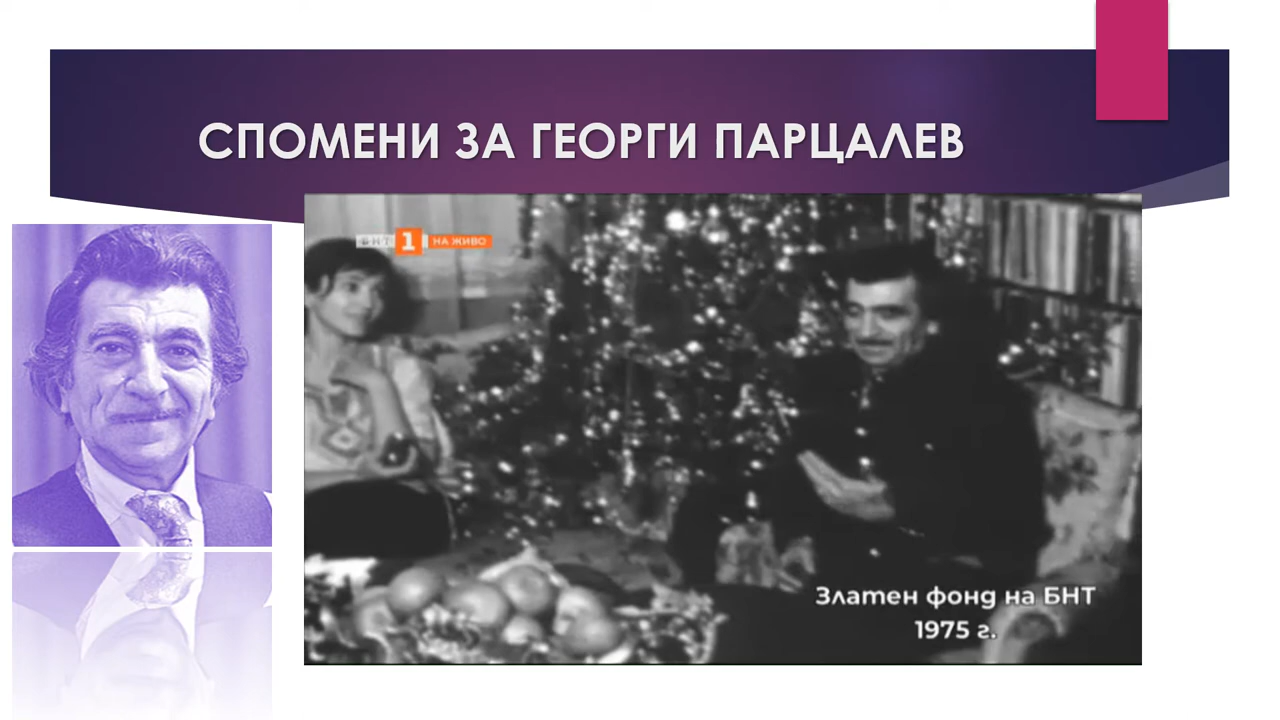 СПОМЕНИ ЗА ГЕОРГИ ПАРЦАЛЕВ
БНТ 1 НА ЖИВО
Златен фонд на БНТ
1975 г.